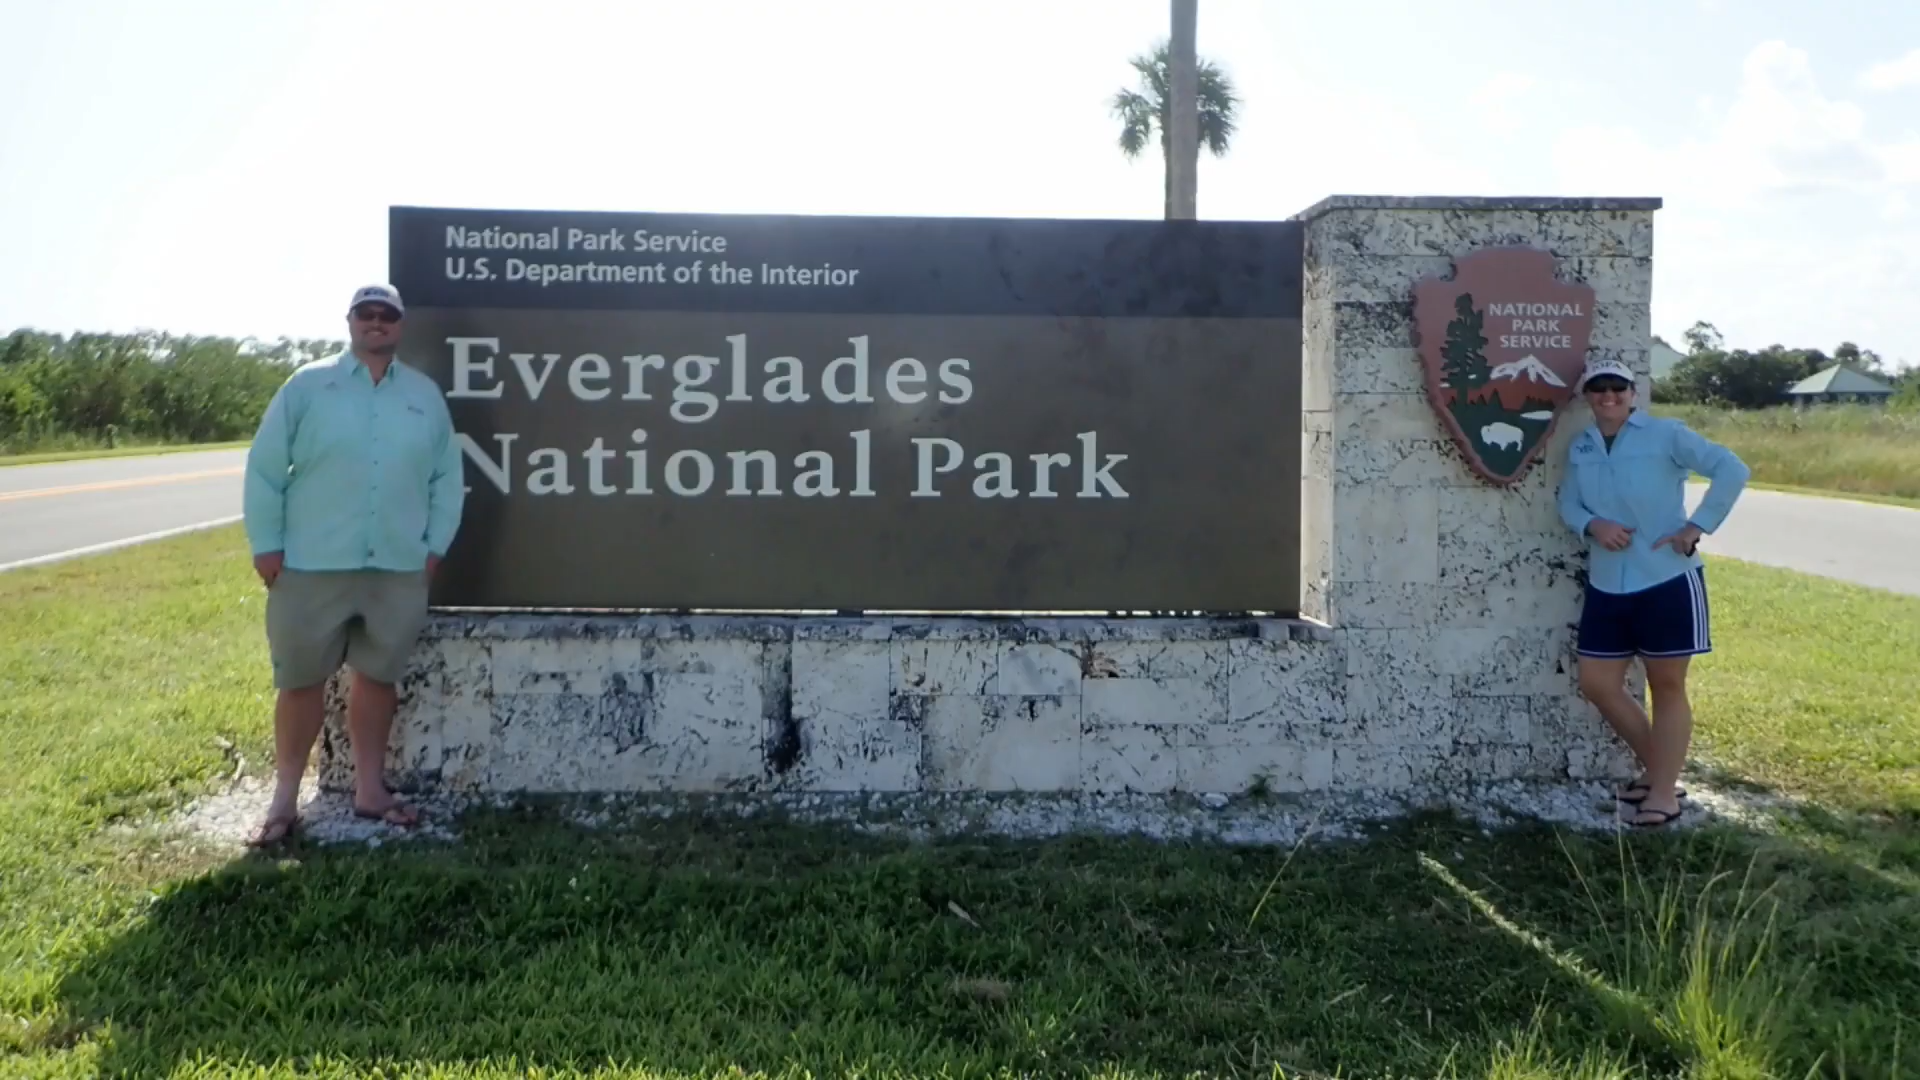 National Park Service
U.S. Department of the Interior
Everglades
National Park
NATIONAL
PARK
SERVICE